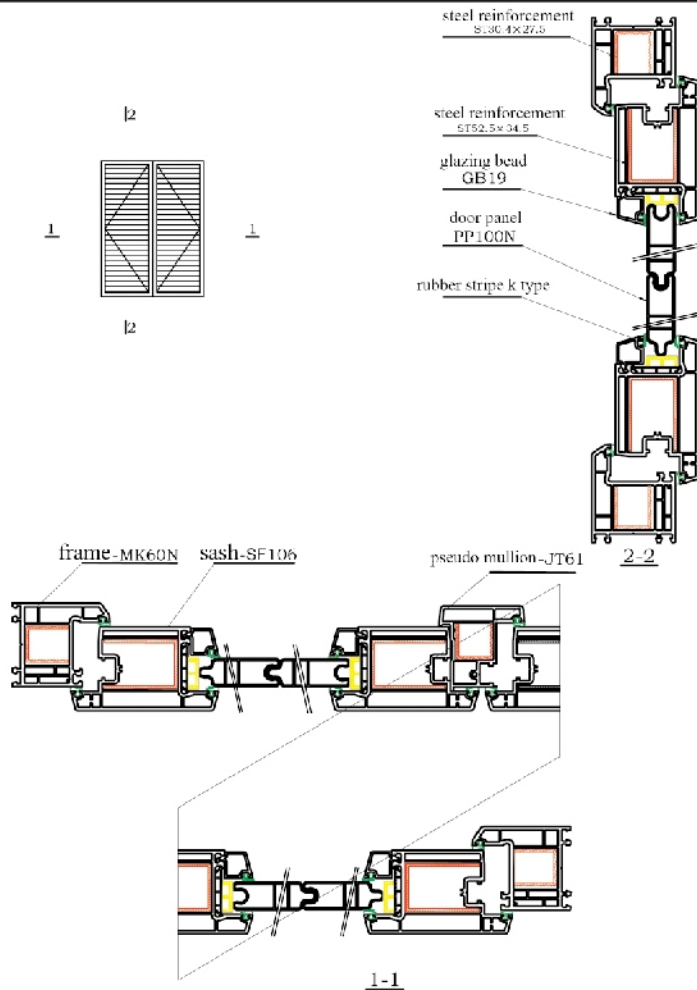 steel reinforcement
ST30.4×27.5
steel reinforcement
ST52.5×34.5
glazing bead
GB19
door panel
PP100N
rubber stripe k type
2
1
1
2
2-2
frame-MK60N
sash-SF106
pseudo mullion-JT61
1-1